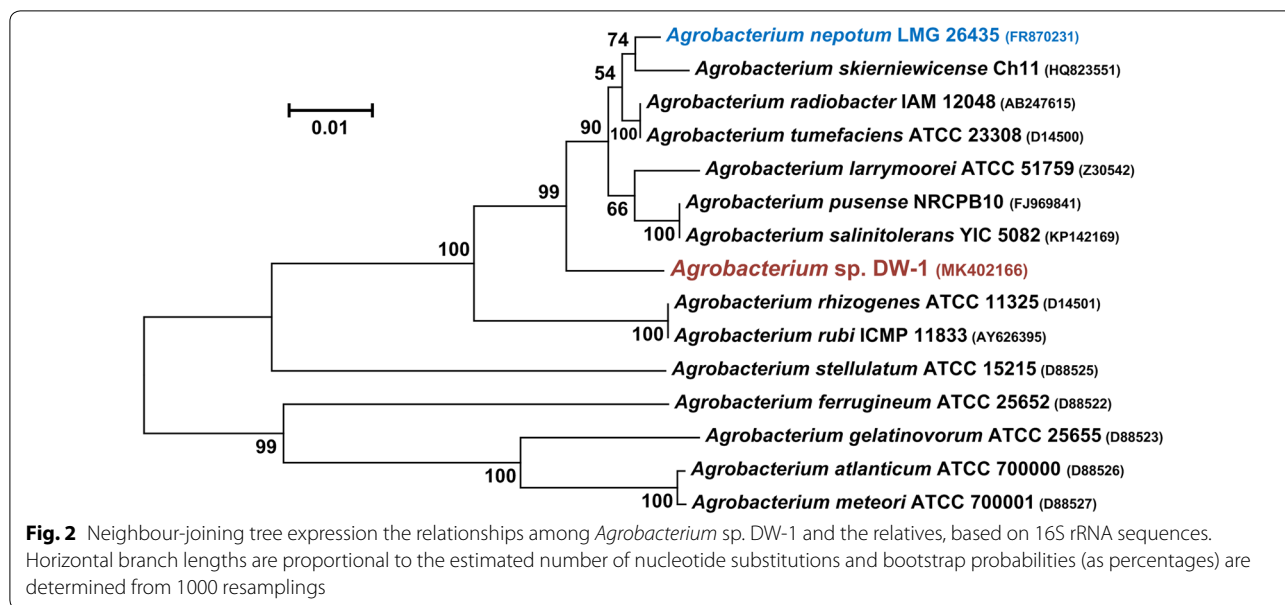 74
Agrobacterium nepotum LMG 26435 (FR870231)
54
Agrobacterium skierniewicense Ch11 (HQ823551)
Agrobacterium radiobacter IAM 12048 (AB247615)
0.01
90
100
Agrobacterium tumefaciens ATCC 23308 (D14500)
Agrobacterium larrymoorei ATCC 51759 (Z30542)
99
66
Agrobacterium pusense NRCPB10 (FJ969841)
100
Agrobacterium salinitolerans YIC 5082 (KP142169)
100
Agrobacterium sp. DW-1 (MK402166)
Agrobacterium rhizogenes ATCC 11325 (D14501)
100
Agrobacterium rubi ICMP 11833 (AY626395)
Agrobacterium stellulatum ATCC 15215 (D88525)
Agrobacterium ferrugineum ATCC 25652 (D88522)
99
Agrobacterium gelatinovorum ATCC 25655 (D88523)
100
Agrobacterium atlanticum ATCC 700000 (D88526)
100
Agrobacterium meteori ATCC 700001 (D88527)
Fig. 2 Neighbour-joining tree expression the relationships among Agrobacterium sp. DW-1 and the relatives, based on 16S rRNA sequences.
Horizontal branch lengths are proportional to the estimated number of nucleotide substitutions and bootstrap probabilities (as percentages) are
determined from 1000 resamplings